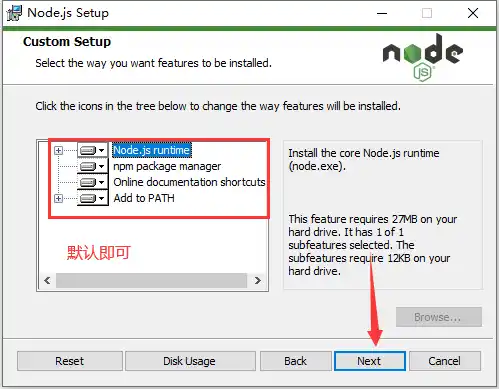 Node.js Setup
Custom Setup
Select the way you want features to be installed.
node
JS
Click the icons in the tree below to change the way features will be installed.
Node.js runtime
npm package manager
Online documentation shortcuts
Add to PATH
默认即可
Install the core Node.js runtime
(node.exe).
This feature requires 27MB on your
hard drive. It has 1 of 1
subfeatures selected. The
subfeatures require 12KB on your
hard drive.
Browse...
Reset
Disk Usage
Back
Next
Cancel